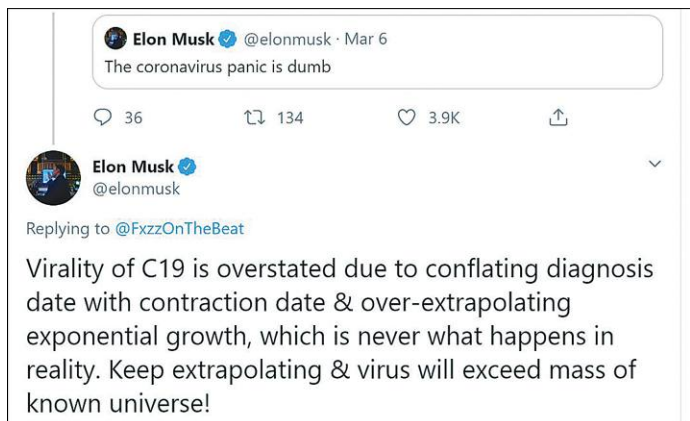 Elon Musk @elonmusk · Mar 6
The coronavirus panic is dumb
36 134 3.9K
Elon Musk
@elonmusk
Replying to @FxzzOnTheBeat
Virality of C19 is overstated due to conflating diagnosis
date with contraction date & over-extrapolating
exponential growth, which is never what happens in
reality. Keep extrapolating & virus will exceed mass of
known universe!